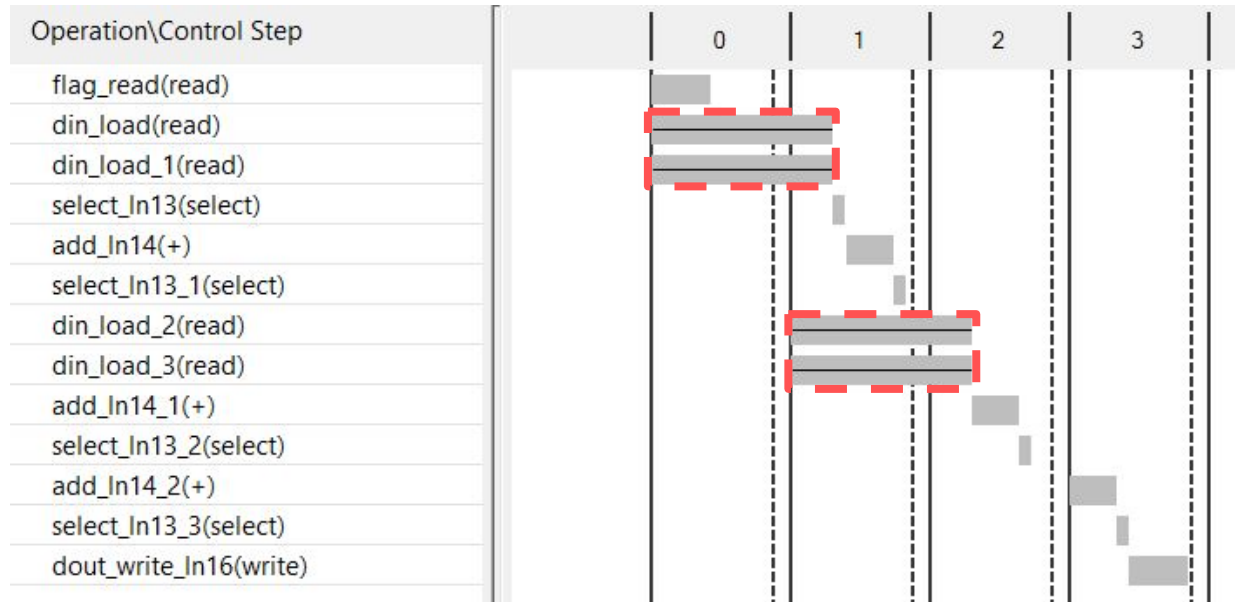 Operation\Control Step 0 1 2 3
flag_read(read)
din_load(read)
din_load_1(read)
select_ln13(select)
add_ln14(+)
select_ln13_1(select)
din_load_2(read)
din_load_3(read)
add_ln14_1(+)
select_ln13_2(select)
add_ln14_2(+)
select_ln13_3(select)
dout_write_ln16(write)